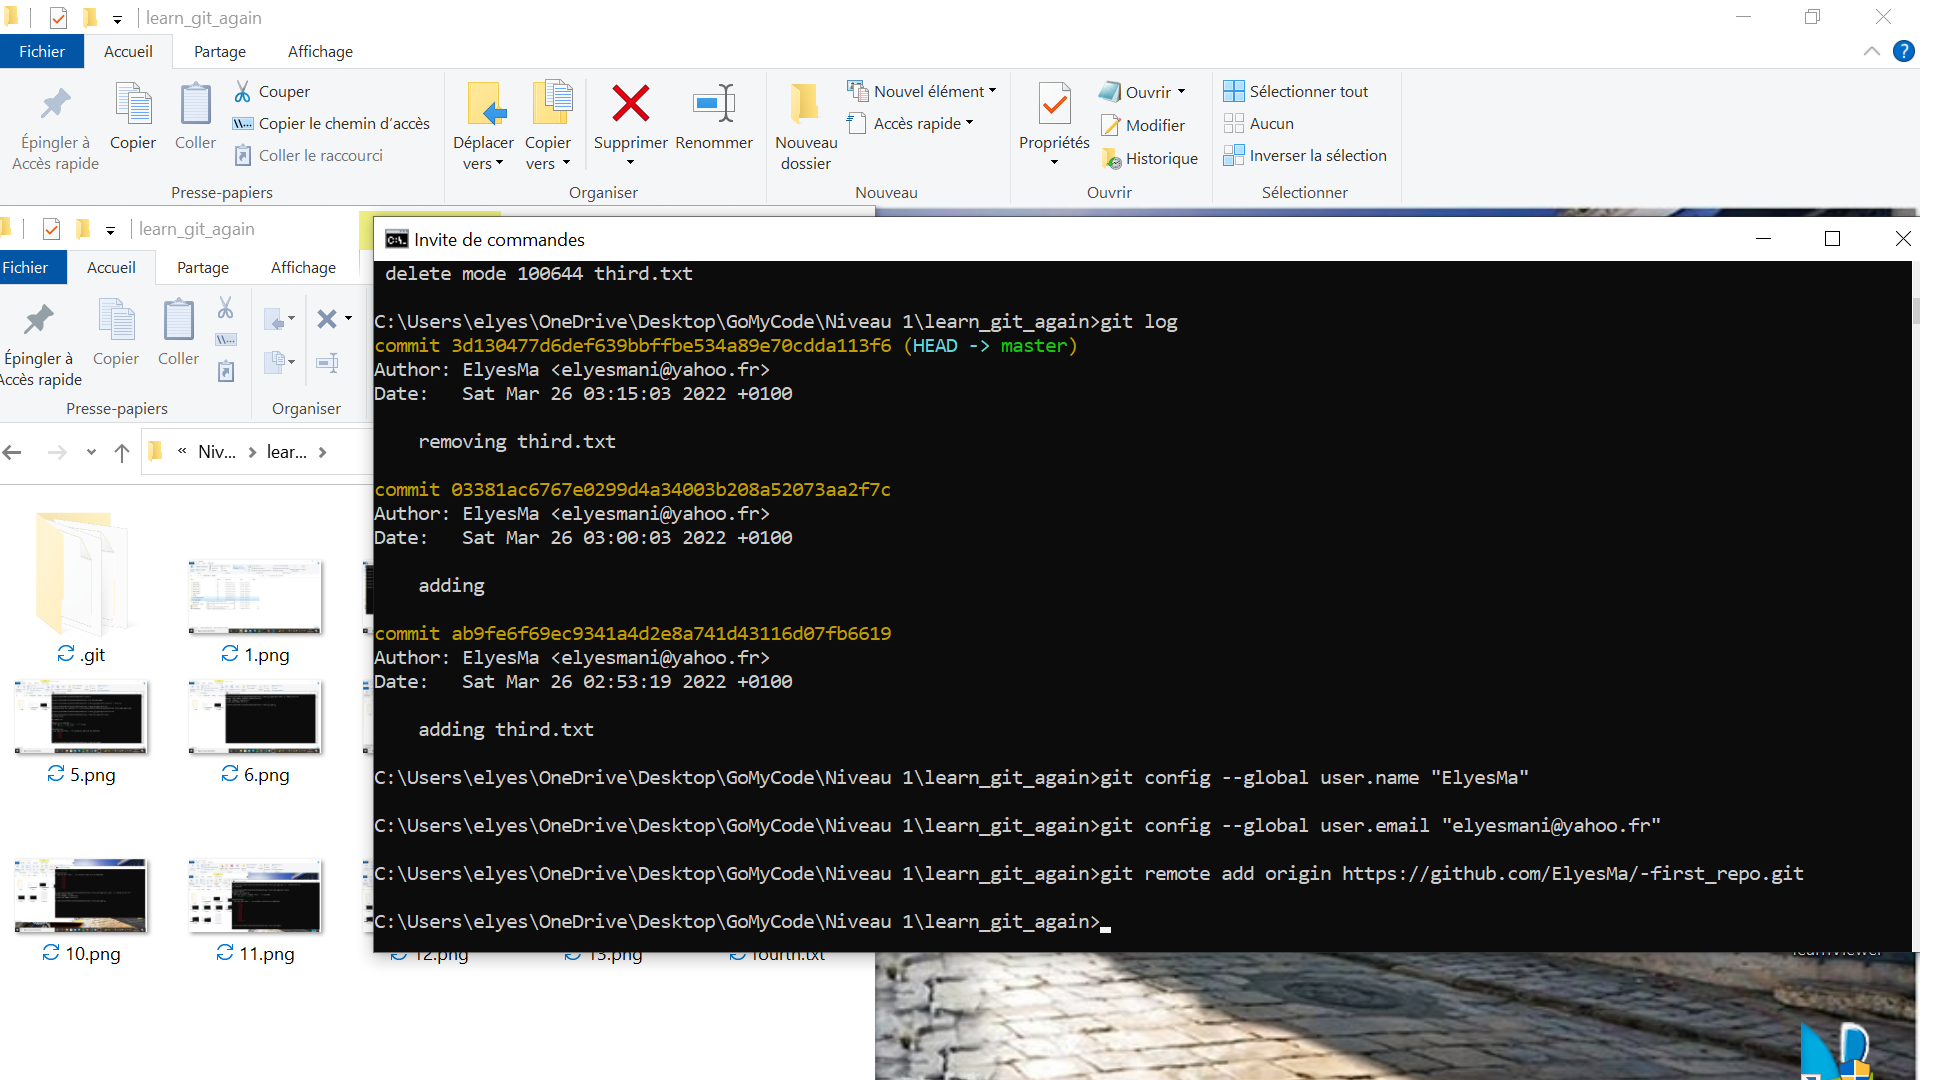 learn_git_again
Fichier
Accueil
Partage
Affichage
Épingler à
Accès rapide
Copier
Coller
Couper
Copier le chemin d'accès
Coller le raccourci
Presse-papiers
Déplacer
vers
Copier
vers
Supprimer
Renommer
Organiser
Nouveau
dossier
Nouvel élément
Accès rapide
Nouveau
Propriétés
Ouvrir
Modifier
Historique
Ouvrir
Sélectionner tout
Aucun
Inverser la sélection
Sélectionner
learn_git_again
Fichier
Accueil
Partage
Affichage
Épingler à
Accès rapide
Copier
Coller
Presse-papiers
Organiser
« Niv... > lear... >
.git
1.png
5.png
6.png
10.png
11.png
12.png
13.png
fourth.txt
Invite de commandes
delete mode 100644 third.txt
C:\Users\elyes\OneDrive\Desktop\GoMyCode\Niveau 1\learn_git_again>git log
commit 3d130477d6def639bbffbe534a89e70cdda113f6 (HEAD -> master)
Author: ElyesMa <elyesmani@yahoo.fr>
Date:   Sat Mar 26 03:15:03 2022 +0100
removing third.txt
commit 03381ac6767e0299d4a34003b208a52073aa2f7c
Author: ElyesMa <elyesmani@yahoo.fr>
Date:   Sat Mar 26 03:00:03 2022 +0100
adding
commit ab9fe6f69ec9341a4d2e8a741d43116d07fb6619
Author: ElyesMa <elyesmani@yahoo.fr>
Date:   Sat Mar 26 02:53:19 2022 +0100
adding third.txt
C:\Users\elyes\OneDrive\Desktop\GoMyCode\Niveau 1\learn_git_again>git config --global user.name "ElyesMa"
C:\Users\elyes\OneDrive\Desktop\GoMyCode\Niveau 1\learn_git_again>git config --global user.email "elyesmani@yahoo.fr"
C:\Users\elyes\OneDrive\Desktop\GoMyCode\Niveau 1\learn_git_again>git remote add origin https://github.com/ElyesMa/-first_repo.git
C:\Users\elyes\OneDrive\Desktop\GoMyCode\Niveau 1\learn_git_again>